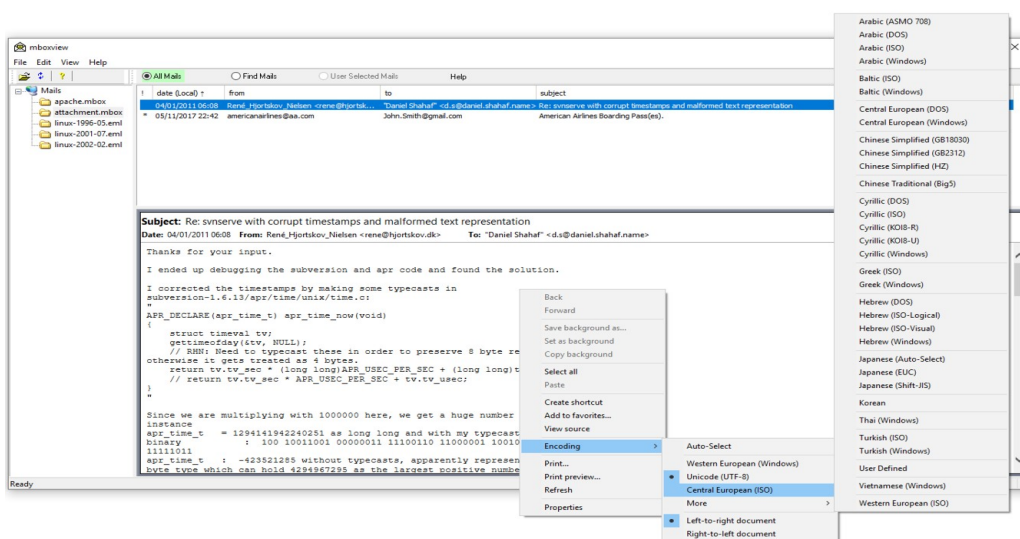 mboxview
File Edit View Help
All Mails Find Mails User Selected Mails Help
Mails
apache.mbox
attachment.mbox
linux-1996-05.eml
linux-2001-07.eml
linux-2002-02.eml
! date (Local) ↑ from to subject
04/01/2011 06:08 René_Hjortskov_Nielsen <rene@hjortsk... "Daniel Shahaf" <d.s@daniel.shahaf.name> Re: svnserve with corrupt timestamps and malformed text representation
* 05/11/2017 22:42 americanairlines@aa.com John.Smith@gmail.com American Airlines Boarding Pass(es).
Subject: Re: svnserve with corrupt timestamps and malformed text representation
Date: 04/01/2011 06:08 From: René_Hjortskov_Nielsen <rene@hjortskov.dk> To: "Daniel Shahaf" <d.s@daniel.shahaf.name>
Thanks for your input.
I ended up debugging the subversion and apr code and found the solution.
I corrected the timestamps by making some typecasts in
subversion-1.6.13/apr/time/unix/time.c:
"
APR_DECLARE(apr_time_t) apr_time_now(void)
{
struct timeval tv;
gettimeofday(&tv, NULL);
// RHN: Need to typecast these in order to preserve 8 byte re
otherwise it gets treated as 4 bytes.
return tv.tv_sec * (long long)APR_USEC_PER_SEC + (long long)t
// return tv.tv_sec * APR_USEC_PER_SEC + tv.tv_usec;
}
"
Since we are multiplying with 1000000 here, we get a huge number
instance
apr_time_t = 1294141942240251 as long long and with my typecast
binary : 100 10011001 00000011 11100110 11000001 10010
11111011
apr_time_t : -423521285 without typecasts, apparently represen
byte type which can hold 4294967295 as the largest positive numbe
Ready
Back
Forward
Save background as...
Set as background
Copy background
Select all
Paste
Create shortcut
Add to favorites...
View source
Encoding
Print...
Print preview...
Refresh
Properties
Auto-Select
Western European (Windows)
Unicode (UTF-8)
Central European (ISO)
More
Left-to-right document
Right-to-left document
Arabic (ASMO 708)
Arabic (DOS)
Arabic (ISO)
Arabic (Windows)
Baltic (ISO)
Baltic (Windows)
Central European (DOS)
Central European (Windows)
Chinese Simplified (GB18030)
Chinese Simplified (GB2312)
Chinese Simplified (HZ)
Chinese Traditional (Big5)
Cyrillic (DOS)
Cyrillic (ISO)
Cyrillic (KOI8-R)
Cyrillic (KOI8-U)
Cyrillic (Windows)
Greek (ISO)
Greek (Windows)
Hebrew (DOS)
Hebrew (ISO-Logical)
Hebrew (ISO-Visual)
Hebrew (Windows)
Japanese (Auto-Select)
Japanese (EUC)
Japanese (Shift-JIS)
Korean
Thai (Windows)
Turkish (ISO)
Turkish (Windows)
User Defined
Vietnamese (Windows)
Western European (ISO)